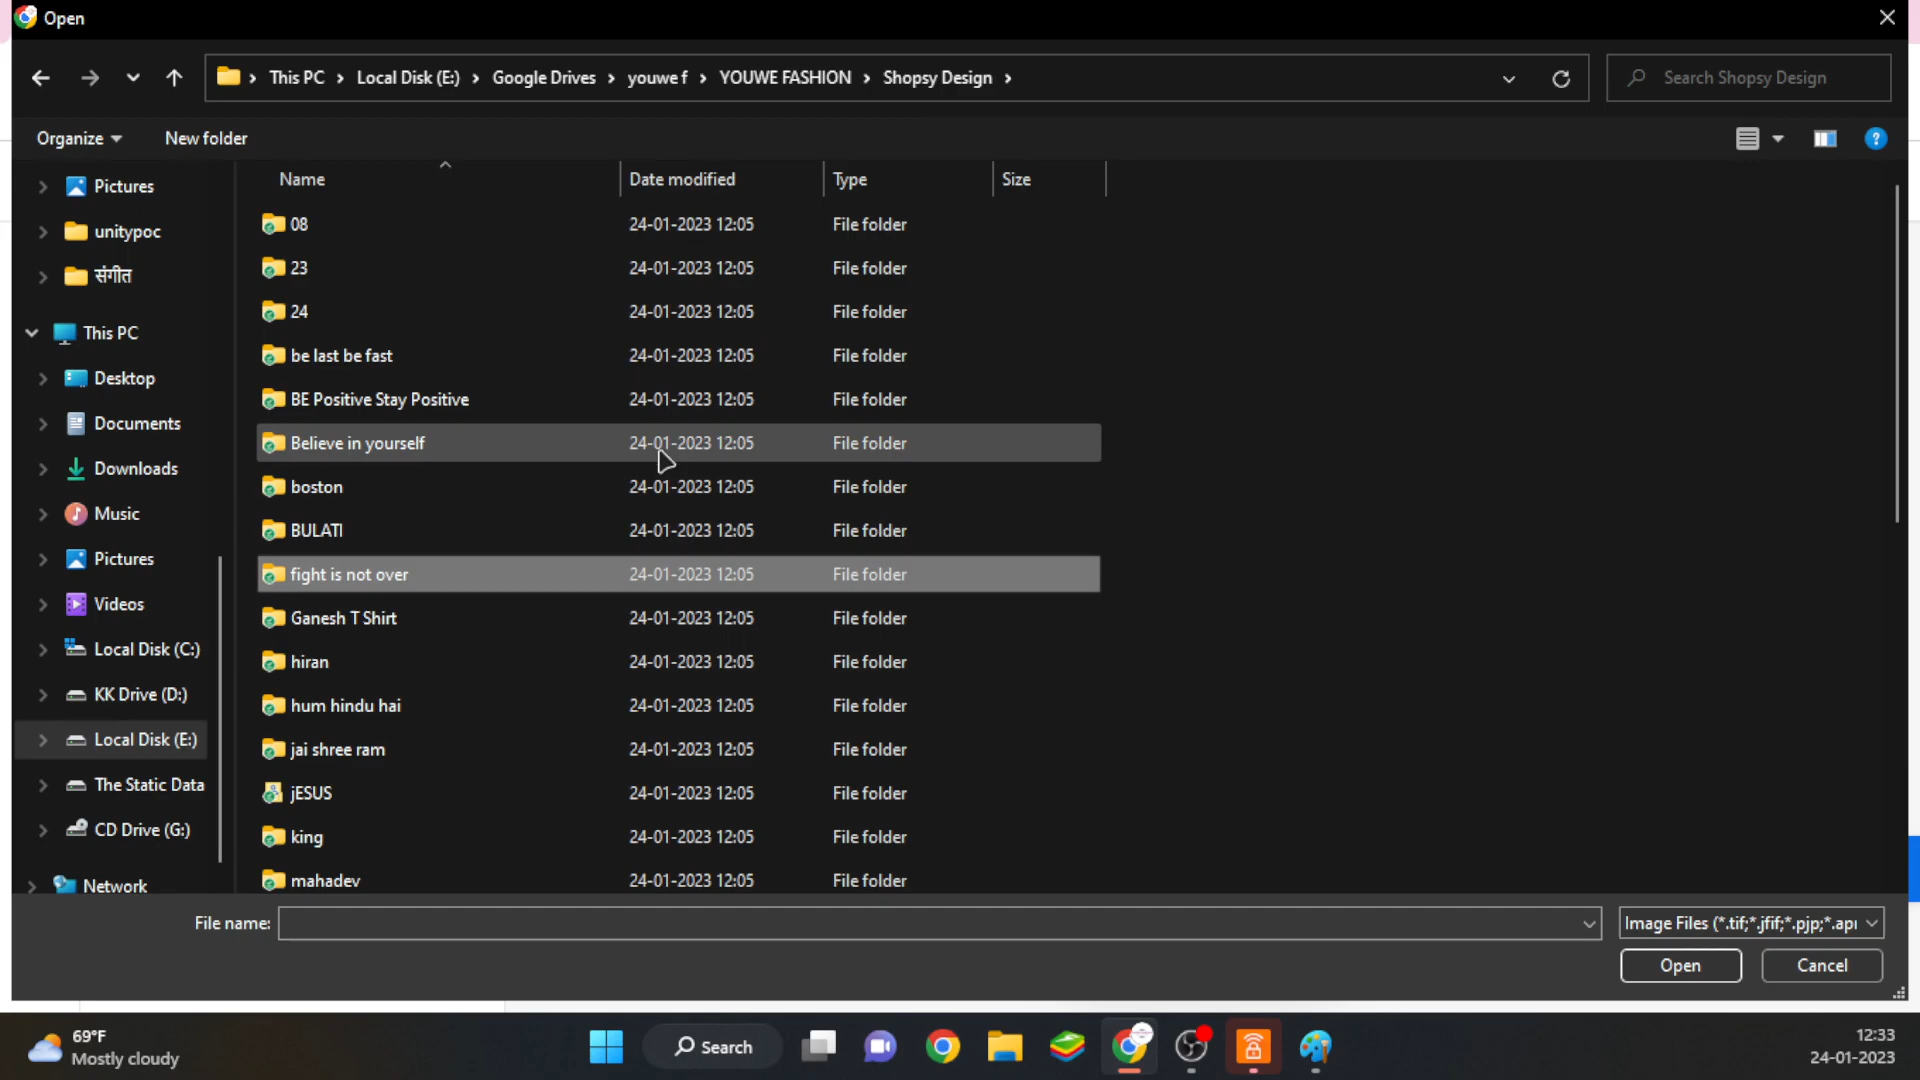 Open
This PC > Local Disk (E:) > Google Drives > youwe f > YOUWE FASHION > Shopsy Design >
Search Shopsy Design
Organize
New folder
Name
Date modified
Type
Size
Pictures
unitypoc
संगीत
This PC
Desktop
Documents
Downloads
Music
Pictures
Videos
Local Disk (C:)
KK Drive (D:)
Local Disk (E:)
The Static Data
CD Drive (G:)
Network
08 24-01-2023 12:05 File folder
23 24-01-2023 12:05 File folder
24 24-01-2023 12:05 File folder
be last be fast 24-01-2023 12:05 File folder
BE Positive Stay Positive 24-01-2023 12:05 File folder
Believe in yourself 24-01-2023 12:05 File folder
boston 24-01-2023 12:05 File folder
BULATI 24-01-2023 12:05 File folder
fight is not over 24-01-2023 12:05 File folder
Ganesh T Shirt 24-01-2023 12:05 File folder
hiran 24-01-2023 12:05 File folder
hum hindu hai 24-01-2023 12:05 File folder
jai shree ram 24-01-2023 12:05 File folder
jESUS 24-01-2023 12:05 File folder
king 24-01-2023 12:05 File folder
mahadev 24-01-2023 12:05 File folder
File name:
Image Files (*.tif;*.jfif;*.pjp;*.apı
Open
Cancel
69°F
Mostly cloudy
Search
12:33
24-01-2023